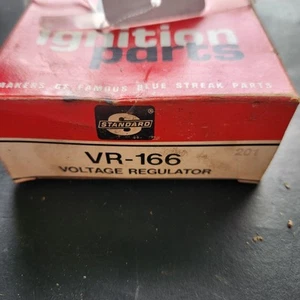 ignition
parts
MAKERS OF FAMOUS BLUE STREAK PARTS
S
STANDARD
®
VR-166
201
VOLTAGE REGULATOR